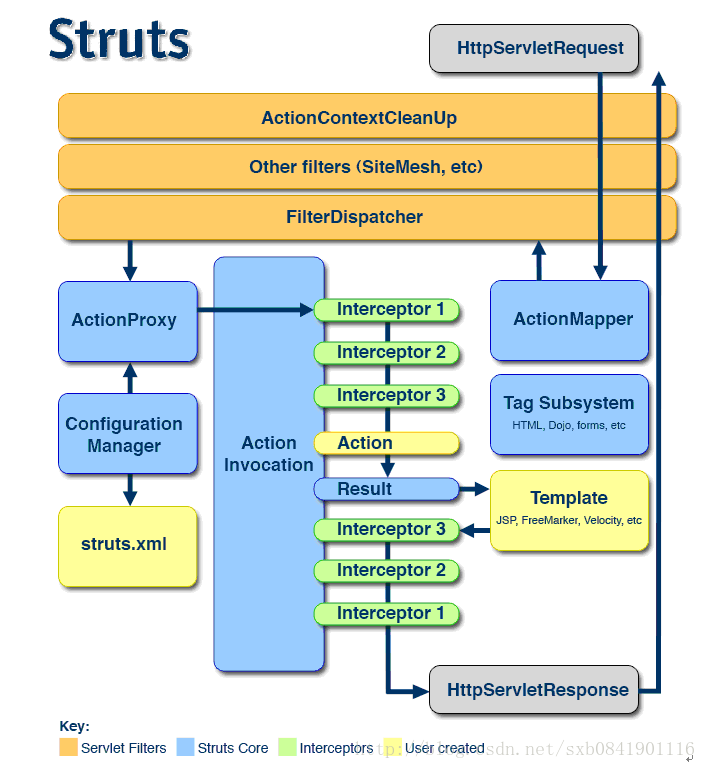 Struts
HttpServletRequest
ActionContextCleanUp
Other filters (SiteMesh, etc)
FilterDispatcher
ActionProxy
Interceptor 1
ActionMapper
Interceptor 2
Interceptor 3
Tag Subsystem
HTML, Dojo, forms, etc
Configuration
Manager
Action
Invocation
Action
Result
Template
JSP, FreeMarker, Velocity, etc
struts.xml
Interceptor 3
Interceptor 2
Interceptor 1
HttpServletResponse
Key:
Servlet Filters
Struts Core
Interceptors
User created
http://blog.csdn.net/sxb0841901116